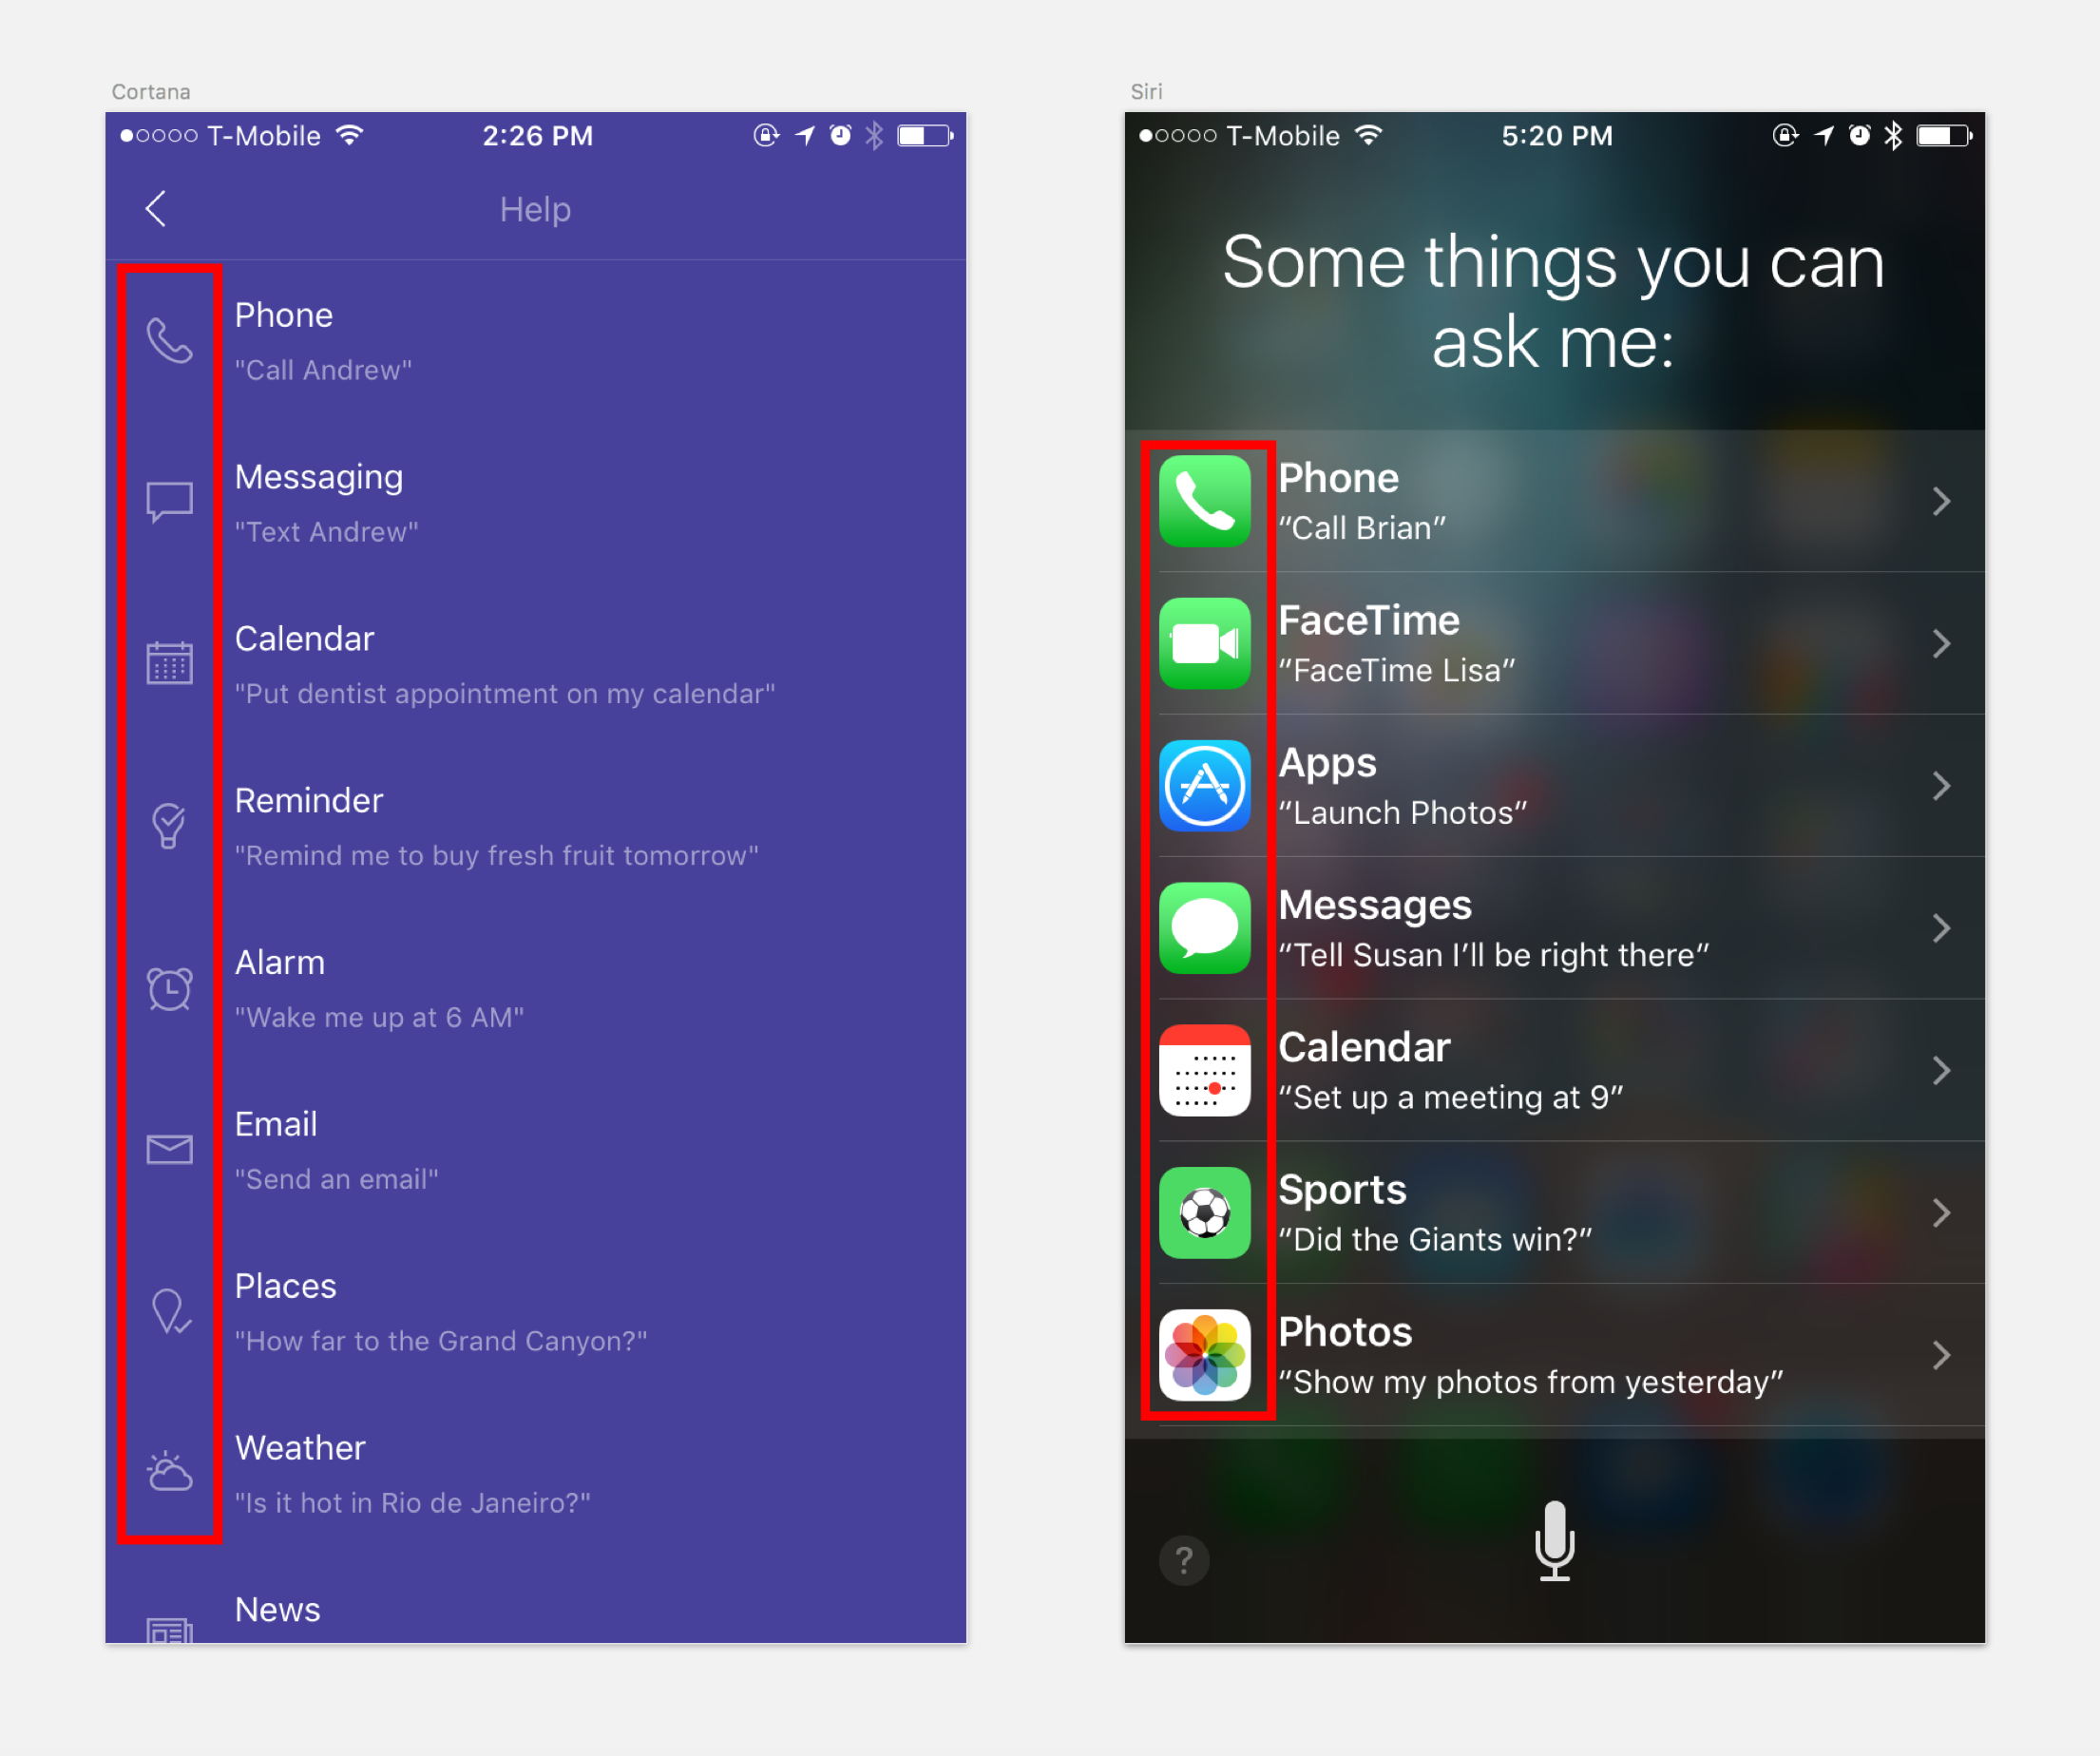 Cortana
T-Mobile 2:26 PM
Help
Phone
"Call Andrew"
Messaging
"Text Andrew"
Calendar
"Put dentist appointment on my calendar"
Reminder
"Remind me to buy fresh fruit tomorrow"
Alarm
"Wake me up at 6 AM"
Email
"Send an email"
Places
"How far to the Grand Canyon?"
Weather
"Is it hot in Rio de Janeiro?"
News
Siri
T-Mobile 5:20 PM
Some things you can
ask me:
Phone
“Call Brian”
FaceTime
“FaceTime Lisa”
Apps
“Launch Photos”
Messages
“Tell Susan I’ll be right there”
Calendar
“Set up a meeting at 9”
Sports
“Did the Giants win?”
Photos
“Show my photos from yesterday”
?